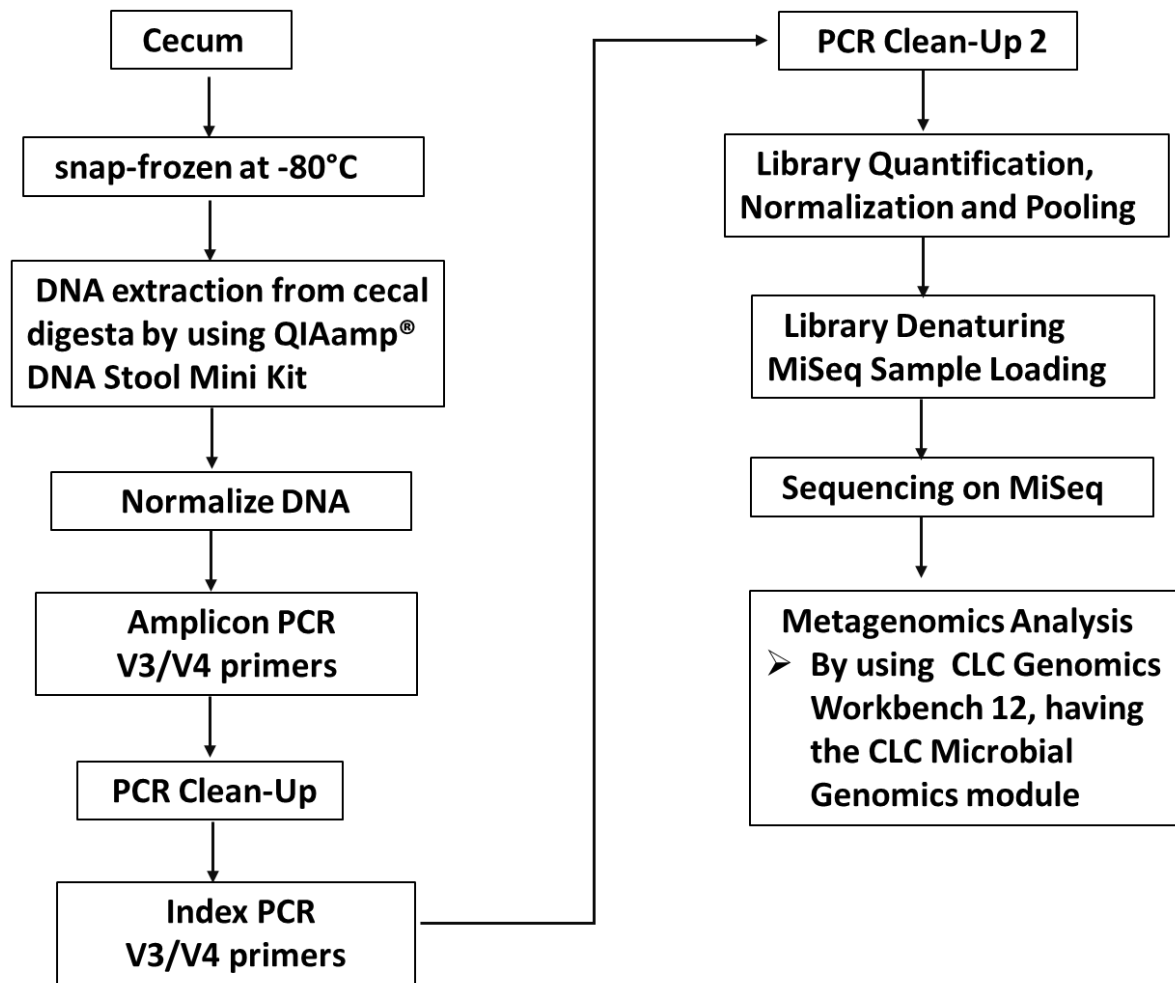 Cecum
snap-frozen at -80°C
DNA extraction from cecal
digesta by using QIAamp®
DNA Stool Mini Kit
Normalize DNA
Amplicon PCR
V3/V4 primers
PCR Clean-Up
Index PCR
V3/V4 primers
PCR Clean-Up 2
Library Quantification,
Normalization and Pooling
Library Denaturing
MiSeq Sample Loading
Sequencing on MiSeq
Metagenomics Analysis
➢ By using CLC Genomics
Workbench 12, having
the CLC Microbial
Genomics module